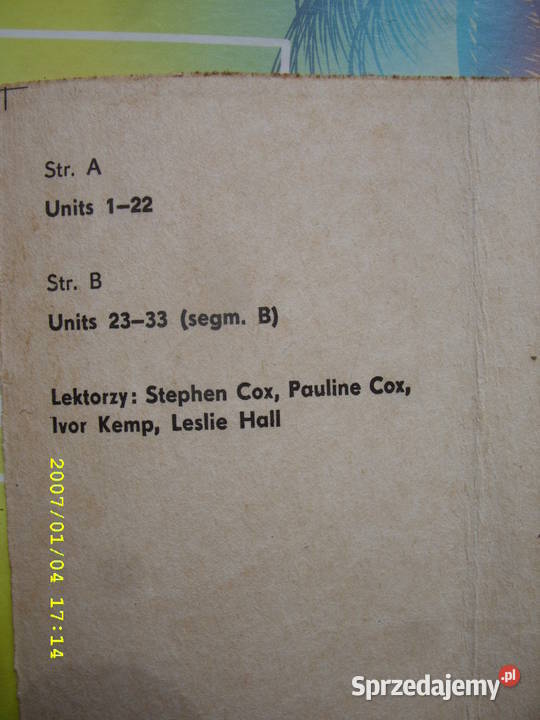 Str. A
Units 1–22
Str. B
Units 23–33 (segm. B)
Lektorzy: Stephen Cox, Pauline Cox,
Ivor Kemp, Leslie Hall
2007/01/04 17:14
Sprzedajemy.pl